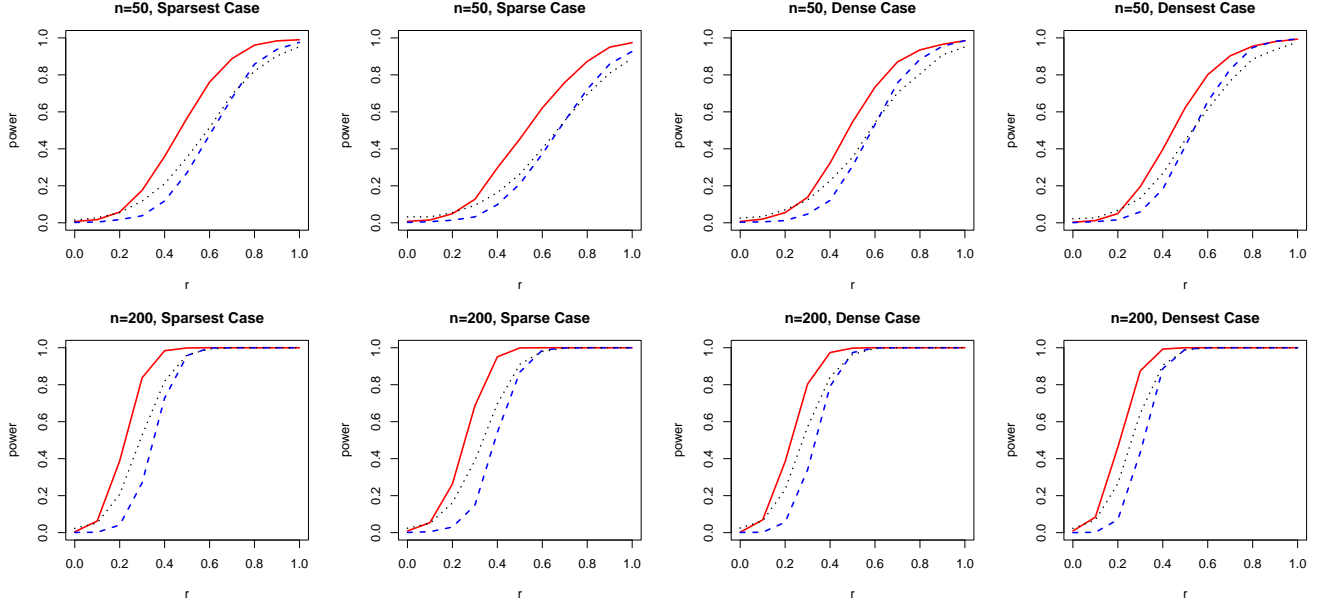 n=50, Sparsest Case
n=50, Sparse Case
n=50, Dense Case
n=50, Densest Case
power
0.0 0.2 0.4 0.6 0.8 1.0
0.0 0.2 0.4 0.6 0.8 1.0
r
power
0.0 0.2 0.4 0.6 0.8 1.0
0.0 0.2 0.4 0.6 0.8 1.0
r
power
0.0 0.2 0.4 0.6 0.8 1.0
0.0 0.2 0.4 0.6 0.8 1.0
r
power
0.0 0.2 0.4 0.6 0.8 1.0
0.0 0.2 0.4 0.6 0.8 1.0
r
n=200, Sparsest Case
n=200, Sparse Case
n=200, Dense Case
n=200, Densest Case
power
0.0 0.2 0.4 0.6 0.8 1.0
0.0 0.2 0.4 0.6 0.8 1.0
r
power
0.0 0.2 0.4 0.6 0.8 1.0
0.0 0.2 0.4 0.6 0.8 1.0
r
power
0.0 0.2 0.4 0.6 0.8 1.0
0.0 0.2 0.4 0.6 0.8 1.0
r
power
0.0 0.2 0.4 0.6 0.8 1.0
0.0 0.2 0.4 0.6 0.8 1.0
r